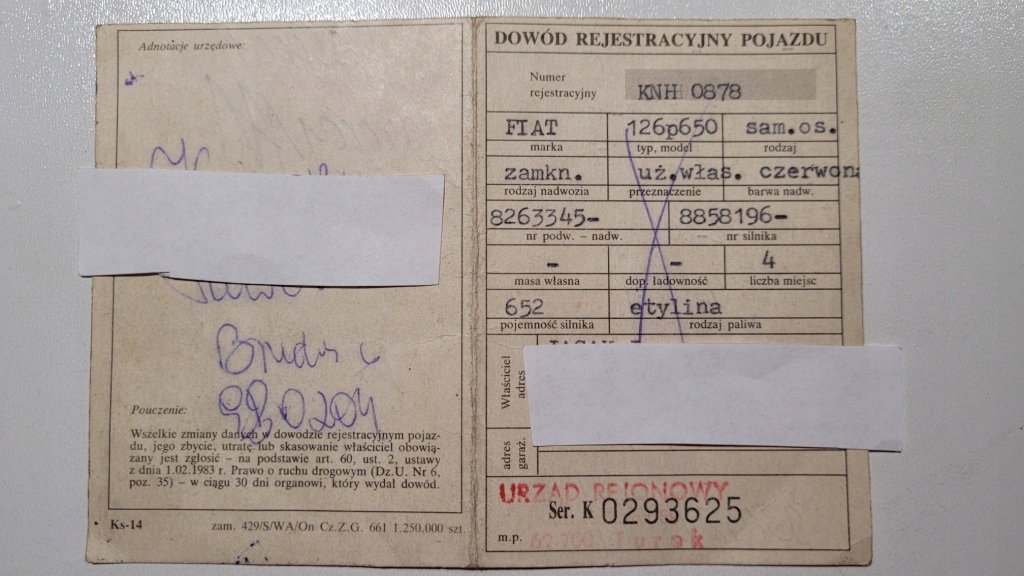 Adnotacje urzędowe:
98.0204
Pouczenie:
Wszelkie zmiany danych w dowodzie rejestracyjnym pojaz-
du, jego zbycie, utratę lub skasowanie właściciel obowią-
zany jest zgłosić – na podstawie art. 60, ust. 2, ustawy
z dnia 1.02.1983 r. Prawo o ruchu drogowym (Dz.U. Nr 6,
poz. 35) – w ciągu 30 dni organowi, który wydał dowód.
Ks-14 zam. 429/S/WA/On Cz.Z.G. 661 1.250.000 szt.
DOWÓD REJESTRACYJNY POJAZDU
Numer
rejestracyjny KNH 0878
FIAT 126p650 sam.os.
marka typ, model rodzaj
zamkn. uż.włas. czerwona
rodzaj nadwozia przeznaczenie barwa nadw.
8263345- 8858196-
nr podw. – nadw. nr silnika
- - 4
masa własna dop. ładowność liczba miejsc
652 etylina
pojemność silnika rodzaj paliwa
Właściciel
adres
adres
garaż.
URZĄD REJONOWY
Ser. K 0293625
m.p. 62-700 Turek